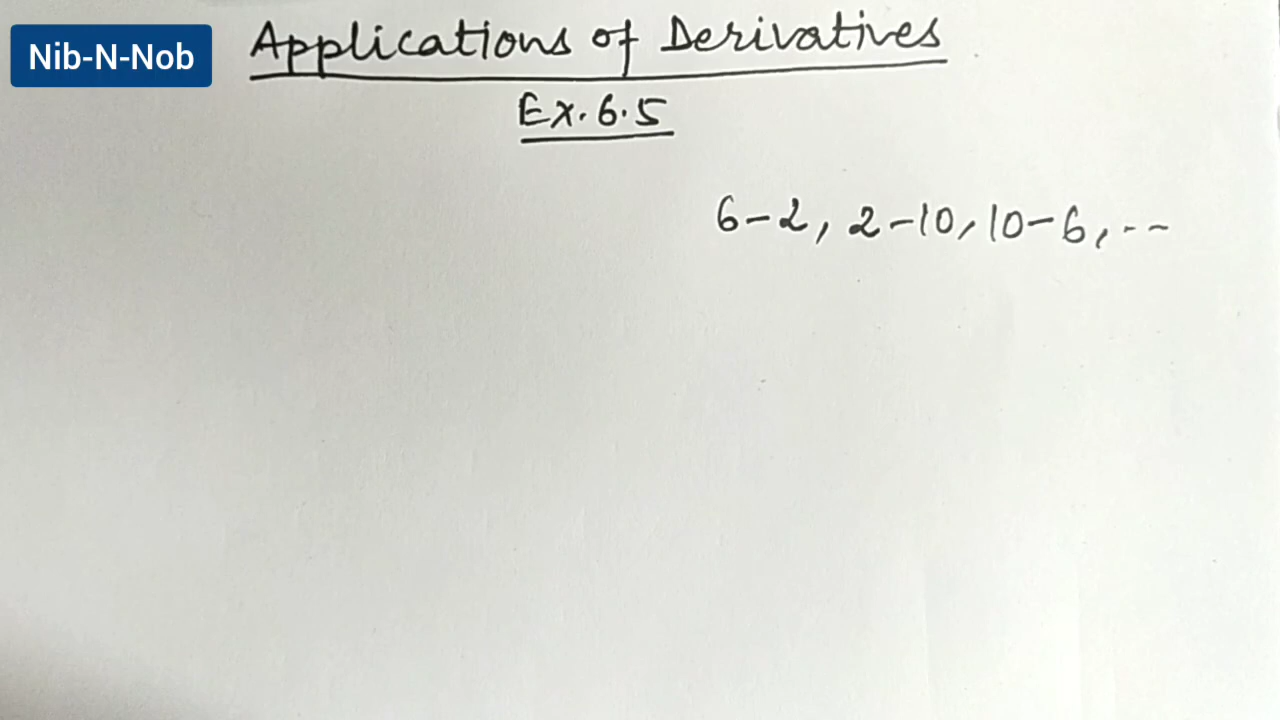 Nib-N-Nob
Applications of Derivatives
Ex. 6.5
6-2, 2-10, 10-6, ---